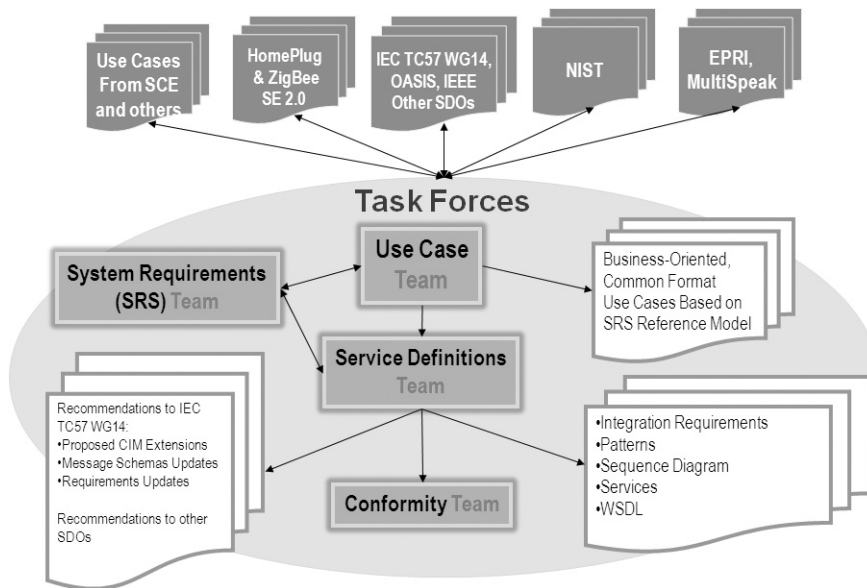 Use Cases
From SCE
and others
HomePlug
& ZigBee
SE 2.0
IEC TC57 WG14,
OASIS, IEEE
Other SDOs
NIST
EPRI,
MultiSpeak
Task Forces
Use Case
Team
System Requirements
(SRS) Team
Business-Oriented,
Common Format
Use Cases Based on
SRS Reference Model
Service Definitions
Team
Recommendations to IEC
TC57 WG14:
•Proposed CIM Extensions
•Message Schemas Updates
•Requirements Updates
Recommendations to other
SDOs
•Integration Requirements
•Patterns
•Sequence Diagram
•Services
•WSDL
Conformity Team